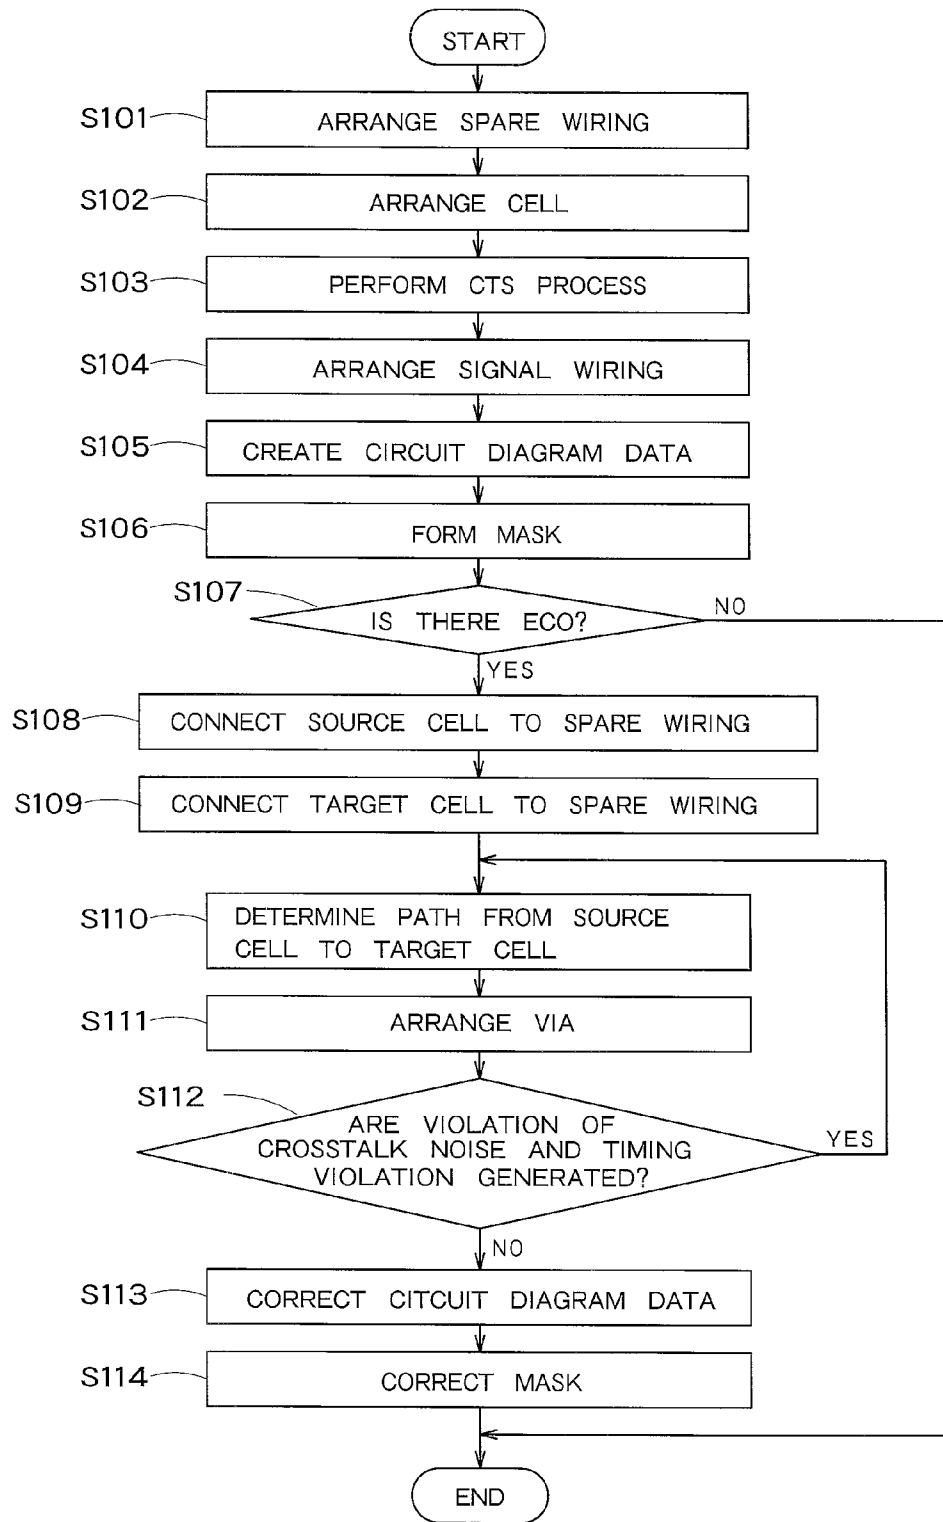 START
S101
ARRANGE SPARE WIRING
S102
ARRANGE CELL
S103
PERFORM CTS PROCESS
S104
ARRANGE SIGNAL WIRING
S105
CREATE CIRCUIT DIAGRAM DATA
S106
FORM MASK
S107
IS THERE ECO?
NO
YES
S108
CONNECT SOURCE CELL TO SPARE WIRING
S109
CONNECT TARGET CELL TO SPARE WIRING
S110
DETERMINE PATH FROM SOURCE
CELL TO TARGET CELL
S111
ARRANGE VIA
S112
ARE VIOLATION OF
CROSSTALK NOISE AND TIMING
VIOLATION GENERATED?
YES
NO
S113
CORRECT CITCUIT DIAGRAM DATA
S114
CORRECT MASK
END